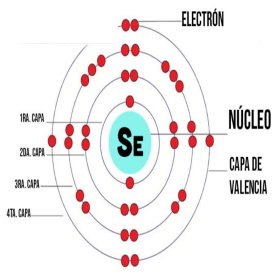 ELECTRÓN
1RA. CAPA
NÚCLEO
Se
2DA. CAPA
CAPA DE
VALENCIA
3RA. CAPA
4TA. CAPA